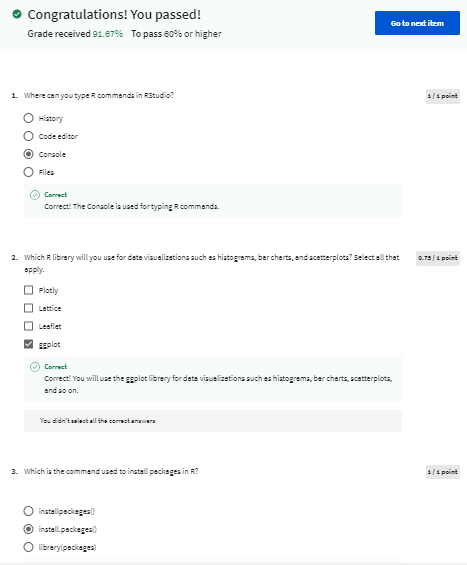 Congratulations! You passed!
Grade received 91.67% To pass 60% or higher
Go to next item
1. Where can you type R commands in RStudio?
1 / 1 point
History
Code editor
Console
Files
Correct
Correct! The Console is used for typing R commands.
2. Which R library will you use for data visualizations such as histograms, bar charts, and scatterplots? Select all that
apply.
0.75 / 1 point
Plotly
Lattice
Leaflet
ggplot
Correct
Correct! You will use the ggplot library for data visualizations such as histograms, bar charts, scatterplots,
and so on.
You didn't select all the correct answers
3. Which is the command used to install packages in R?
1 / 1 point
installpackages()
install.packages()
library(packages)